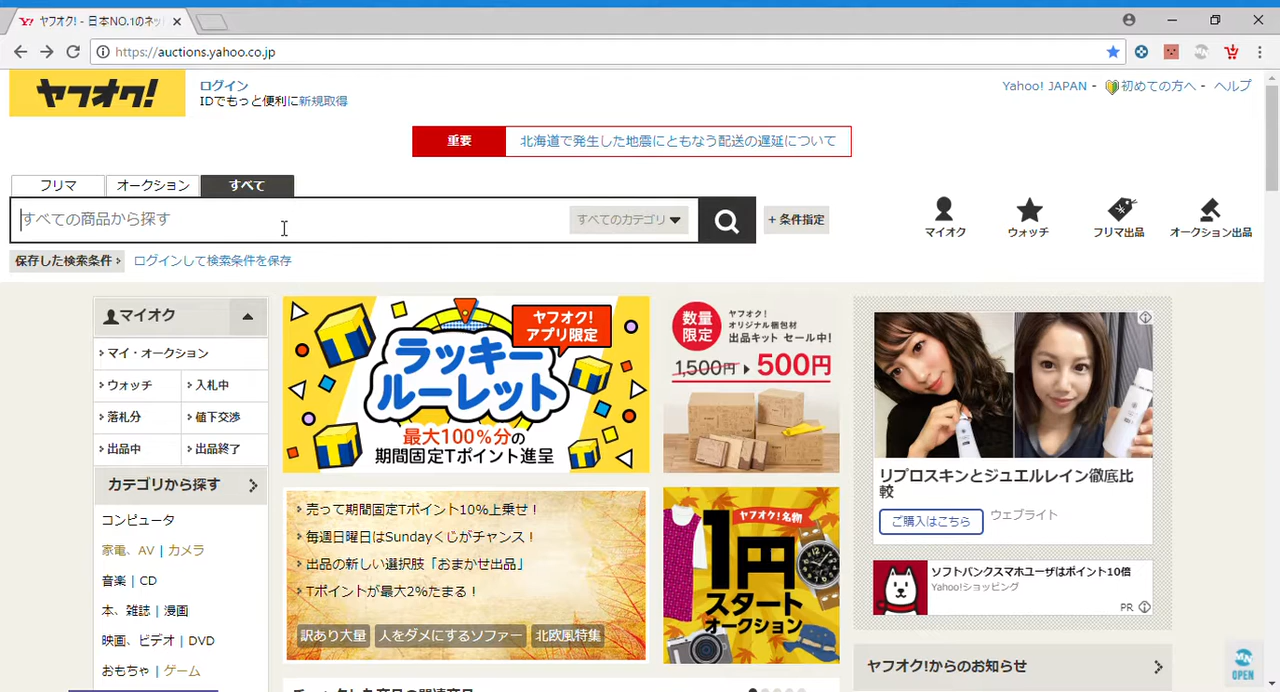 ヤフオク! - 日本NO.1のネッ
https://auctions.yahoo.co.jp
ヤフオク!
ログイン
IDでもっと便利に新規取得
Yahoo! JAPAN - 初めての方へ - ヘルプ
重要 北海道で発生した地震にともなう配送の遅延について
フリマ オークション すべて
すべての商品から探す すべてのカテゴリ +条件指定
マイオク ウォッチ フリマ出品 オークション出品
保存した検索条件 ログインして検索条件を保存
マイオク
マイ・オークション
ウォッチ 入札中
落札分 値下交渉
出品中 出品終了
カテゴリから探す
コンピュータ
家電、AV | カメラ
音楽 | CD
本、雑誌 | 漫画
映画、ビデオ | DVD
おもちゃ | ゲーム
ヤフオク!
アプリ限定
ラッキー
ルーレット
最大100%分の
期間固定Tポイント進呈
売って期間固定Tポイント10%上乗せ!
毎週日曜日はSundayくじがチャンス!
出品の新しい選択肢「おまかせ出品」
Tポイントが最大2%たまる!
訳あり大量 人をダメにするソファー 北欧風特集
数量
限定
ヤフオク!
オリジナル梱包材
出品キット セール中!
1,500円 500円
ヤフオク!名物
1円
スタート
オークション
リプロスキンとジュエルレイン徹底比
較
ご購入はこちら ウェブライト
ソフトバンクスマホユーザはポイント10倍
Yahoo!ショッピング
PR
ヤフオク!からのお知らせ
MN
OPEN